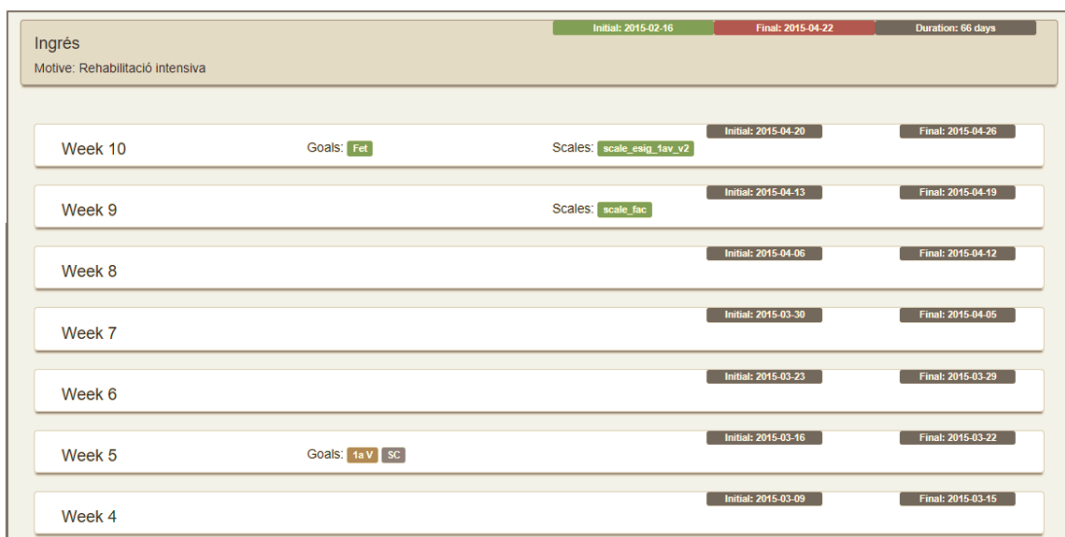 Initial: 2015-02-16 Final: 2015-04-22 Duration: 66 days
Ingrés
Motive: Rehabilitació intensiva
Initial: 2015-04-20 Final: 2015-04-26
Week 10 Goals: Fet Scales: scale_esig_1av_v2
Initial: 2015-04-13 Final: 2015-04-19
Week 9 Scales: scale_fac
Initial: 2015-04-06 Final: 2015-04-12
Week 8
Initial: 2015-03-30 Final: 2015-04-05
Week 7
Initial: 2015-03-23 Final: 2015-03-29
Week 6
Initial: 2015-03-16 Final: 2015-03-22
Week 5 Goals: 1a V SC
Initial: 2015-03-09 Final: 2015-03-15
Week 4